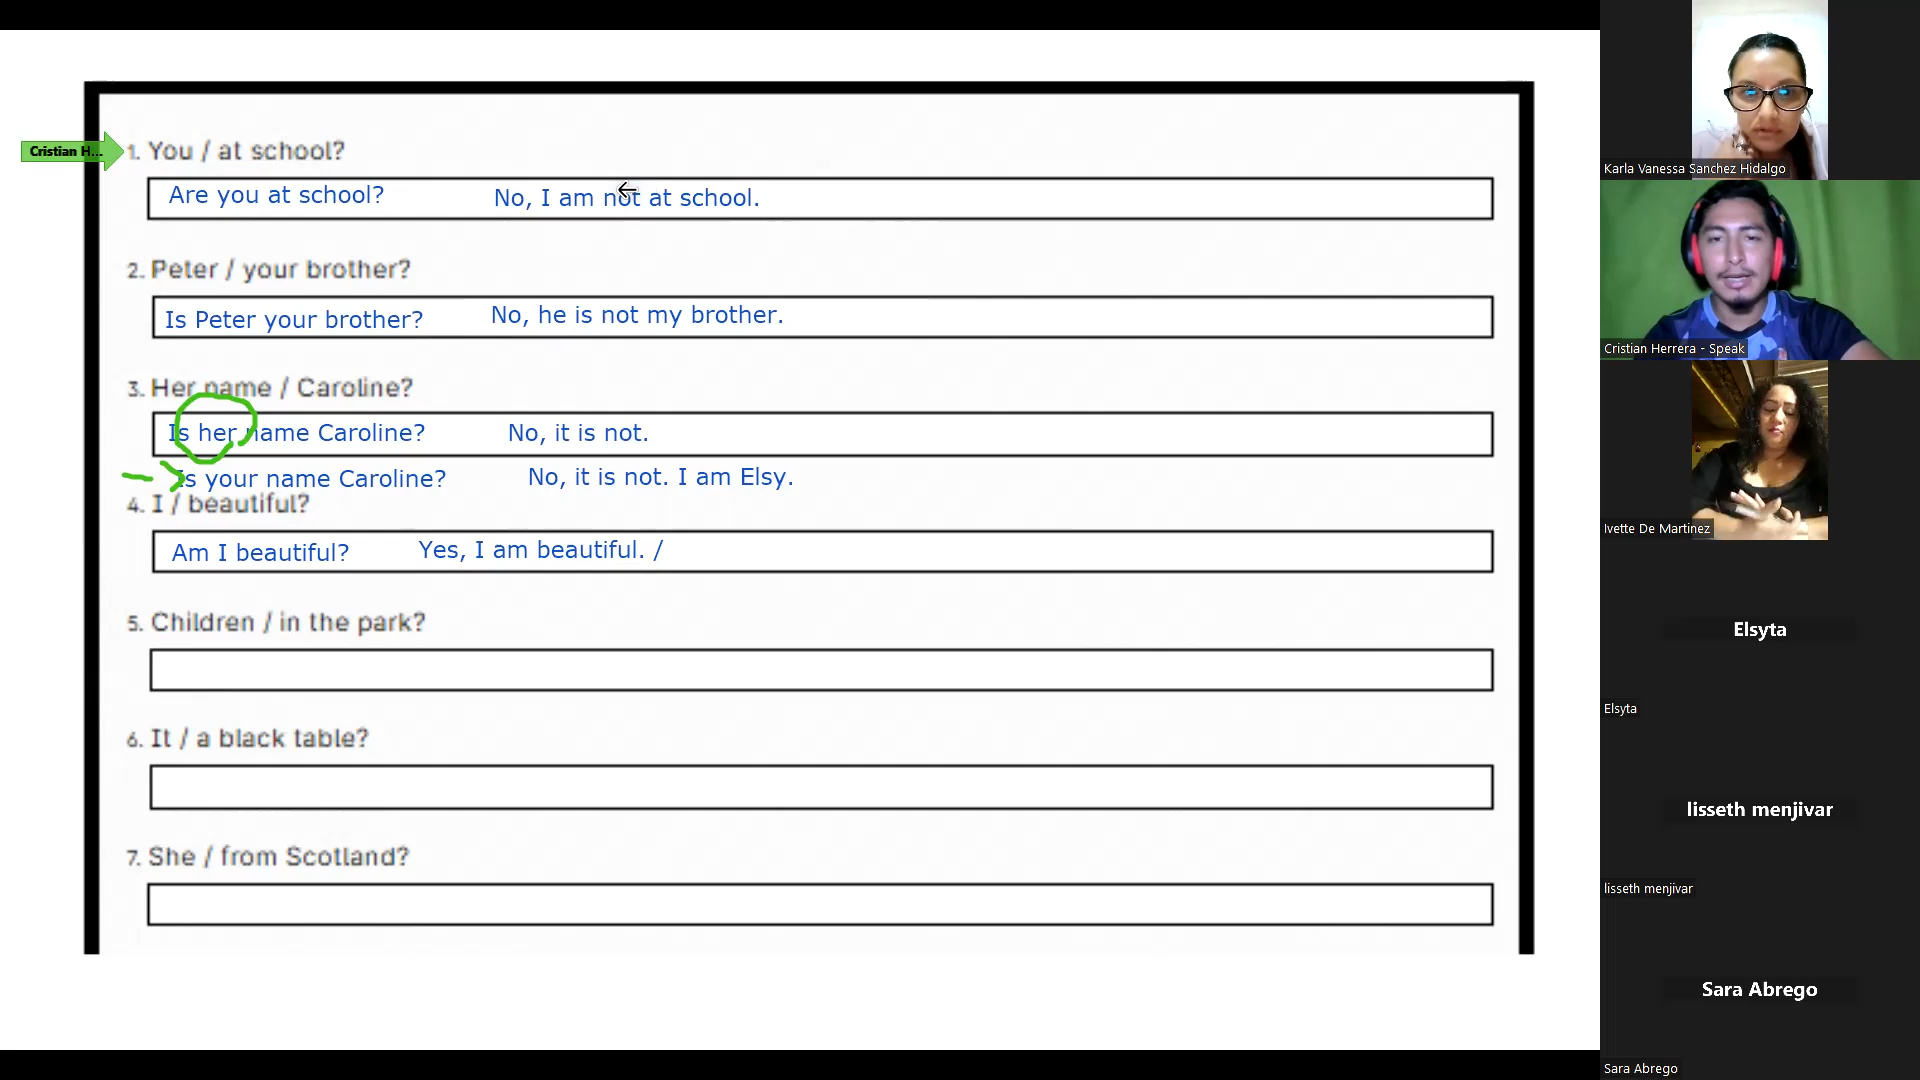 Cristian H...
1. You / at school?
Are you at school? No, I am not at school.
2. Peter / your brother?
Is Peter your brother? No, he is not my brother.
3. Her name / Caroline?
Is her name Caroline? No, it is not.
Is your name Caroline? No, it is not. I am Elsy.
4. I / beautiful?
Am I beautiful? Yes, I am beautiful. /
5. Children / in the park?
6. It / a black table?
7. She / from Scotland?
Karla Vanessa Sanchez Hidalgo
Cristian Herrera - Speak
Ivette De Martinez
Elsyta
Elsyta
lisseth menjivar
lisseth menjivar
Sara Abrego
Sara Abrego